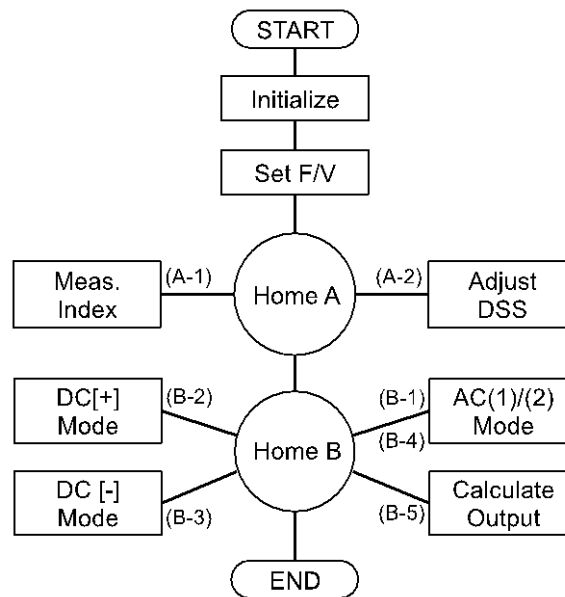 START
Initialize
Set F/V
Meas.
Index
(A-1)
Home A
(A-2)
Adjust
DSS
DC[+]
Mode
(B-2)
(B-1)
AC(1)/(2)
Mode
Home B
(B-4)
DC [-]
Mode
(B-3)
(B-5)
Calculate
Output
END